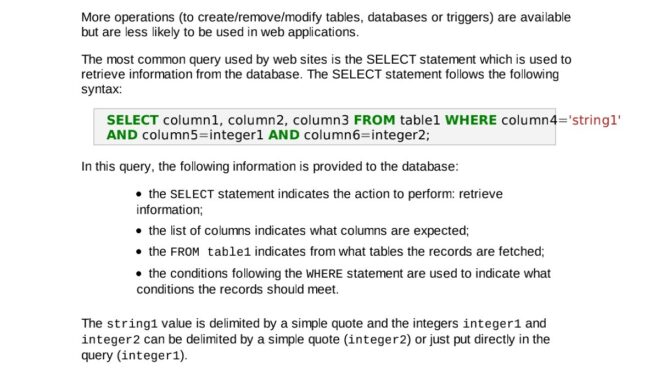 More operations (to create/remove/modify tables, databases or triggers) are available
but are less likely to be used in web applications.
The most common query used by web sites is the SELECT statement which is used to
retrieve information from the database. The SELECT statement follows the following
syntax:
SELECT column1, column2, column3 FROM table1 WHERE column4='string1'
AND column5=integer1 AND column6=integer2;
In this query, the following information is provided to the database:
• the SELECT statement indicates the action to perform: retrieve
information;
• the list of columns indicates what columns are expected;
• the FROM table1 indicates from what tables the records are fetched;
• the conditions following the WHERE statement are used to indicate what
conditions the records should meet.
The string1 value is delimited by a simple quote and the integers integer1 and
integer2 can be delimited by a simple quote (integer2) or just put directly in the
query (integer1).